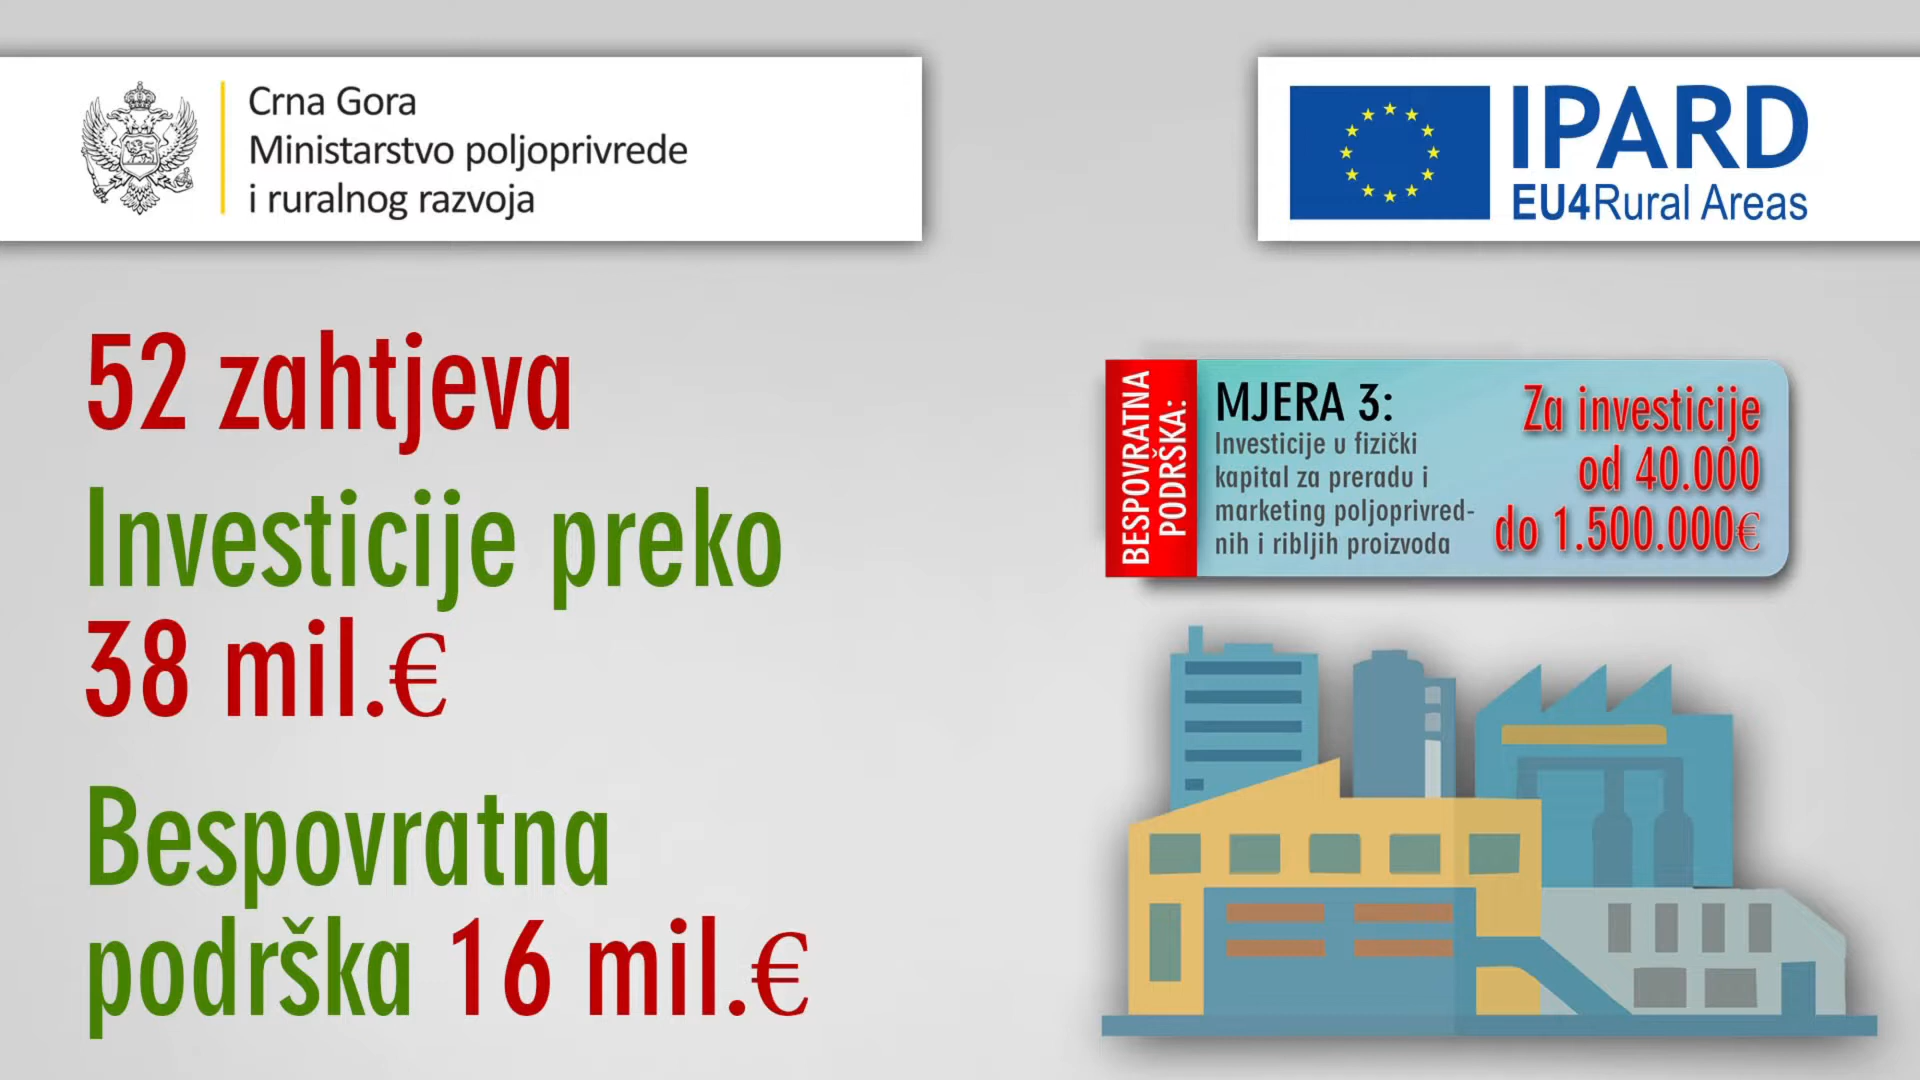 Crna Gora
Ministarstvo poljoprivrede
i ruralnog razvoja
IPARD
EU4Rural Areas
52 zahtjeva
Investicije preko
38 mil.€
Bespovratna
podrška 16 mil.€
BESPOVRATNA
PODRŠKA:
MJERA 3:
Investicije u fizički
kapital za preradu i
marketing poljoprivred-
nih i ribljih proizvoda
Za investicije
od 40.000
do 1.500.000€